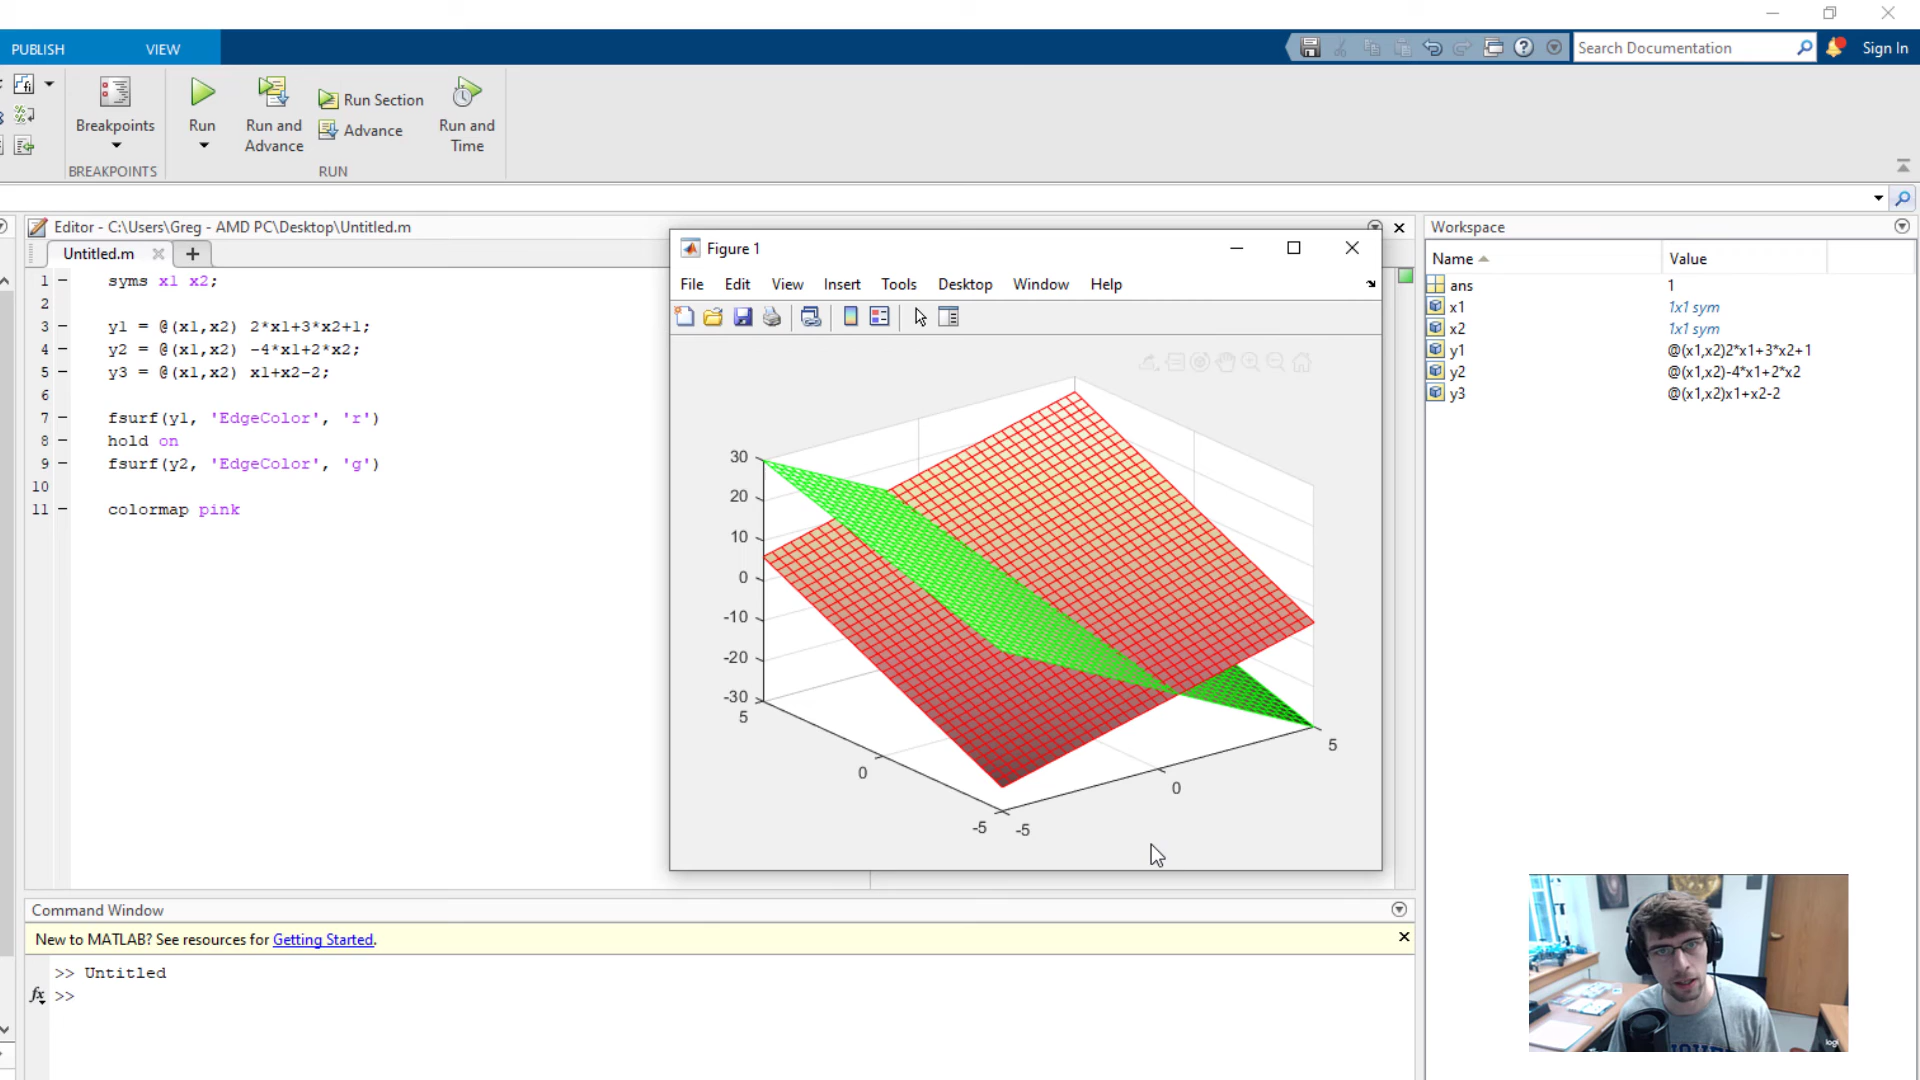 PUBLISH VIEW
Search Documentation Sign In
Breakpoints Run Run and Advance Run Section Advance Run and Time
BREAKPOINTS RUN
Editor - C:\Users\Greg - AMD PC\Desktop\Untitled.m
Untitled.m
1 syms x1 x2;
2
3 y1 = @(x1,x2) 2*x1+3*x2+1;
4 y2 = @(x1,x2) -4*x1+2*x2;
5 y3 = @(x1,x2) x1+x2-2;
6
7 fsurf(y1, 'EdgeColor', 'r')
8 hold on
9 fsurf(y2, 'EdgeColor', 'g')
10
11 colormap pink
Figure 1
File Edit View Insert Tools Desktop Window Help
30
20
10
0
-10
-20
-30
5
0
-5
-5
0
5
Workspace
Name Value
ans 1
x1 1x1 sym
x2 1x1 sym
y1 @(x1,x2)2*x1+3*x2+1
y2 @(x1,x2)-4*x1+2*x2
y3 @(x1,x2)x1+x2-2
Command Window
New to MATLAB? See resources for Getting Started.
>> Untitled
fx >>
logi